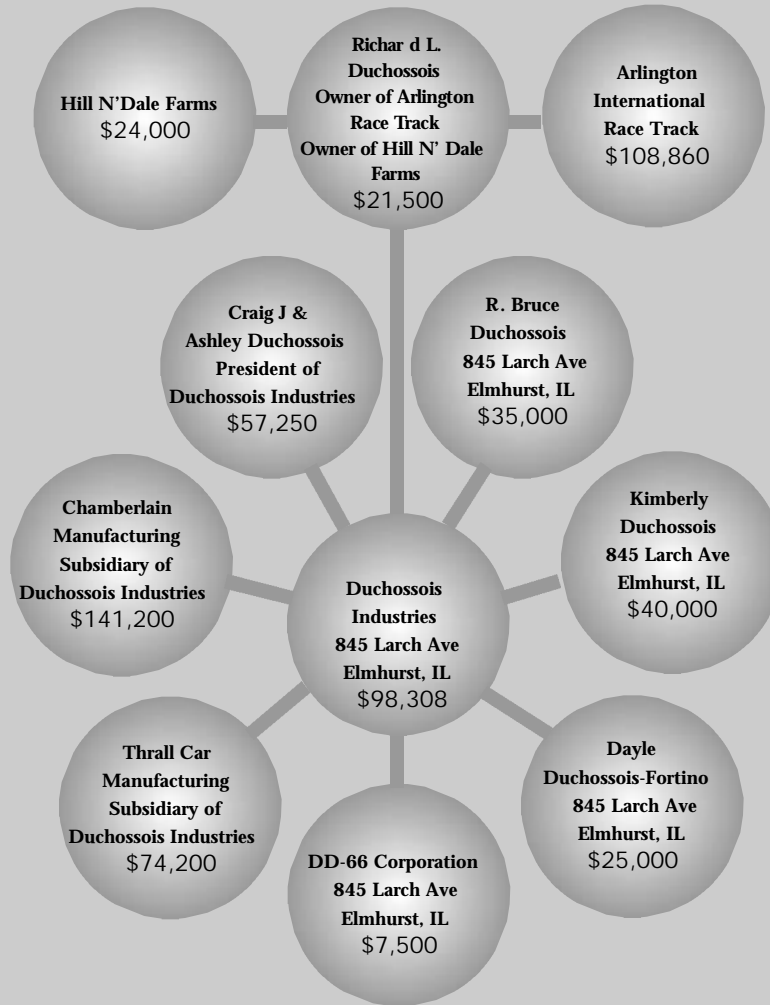 Hill N'Dale Farms
$24,000
Richar d L.
Duchossois
Owner of Arlington
Race Track
Owner of Hill N' Dale
Farms
$21,500
Arlington
International
Race Track
$108,860
Craig J &
Ashley Duchossois
President of
Duchossois Industries
$57,250
R. Bruce
Duchossois
845 Larch Ave
Elmhurst, IL
$35,000
Chamberlain
Manufacturing
Subsidiary of
Duchossois Industries
$141,200
Duchossois
Industries
845 Larch Ave
Elmhurst, IL
$98,308
Kimberly
Duchossois
845 Larch Ave
Elmhurst, IL
$40,000
Thrall Car
Manufacturing
Subsidiary of
Duchossois Industries
$74,200
DD-66 Corporation
845 Larch Ave
Elmhurst, IL
$7,500
Dayle
Duchossois-Fortino
845 Larch Ave
Elmhurst, IL
$25,000